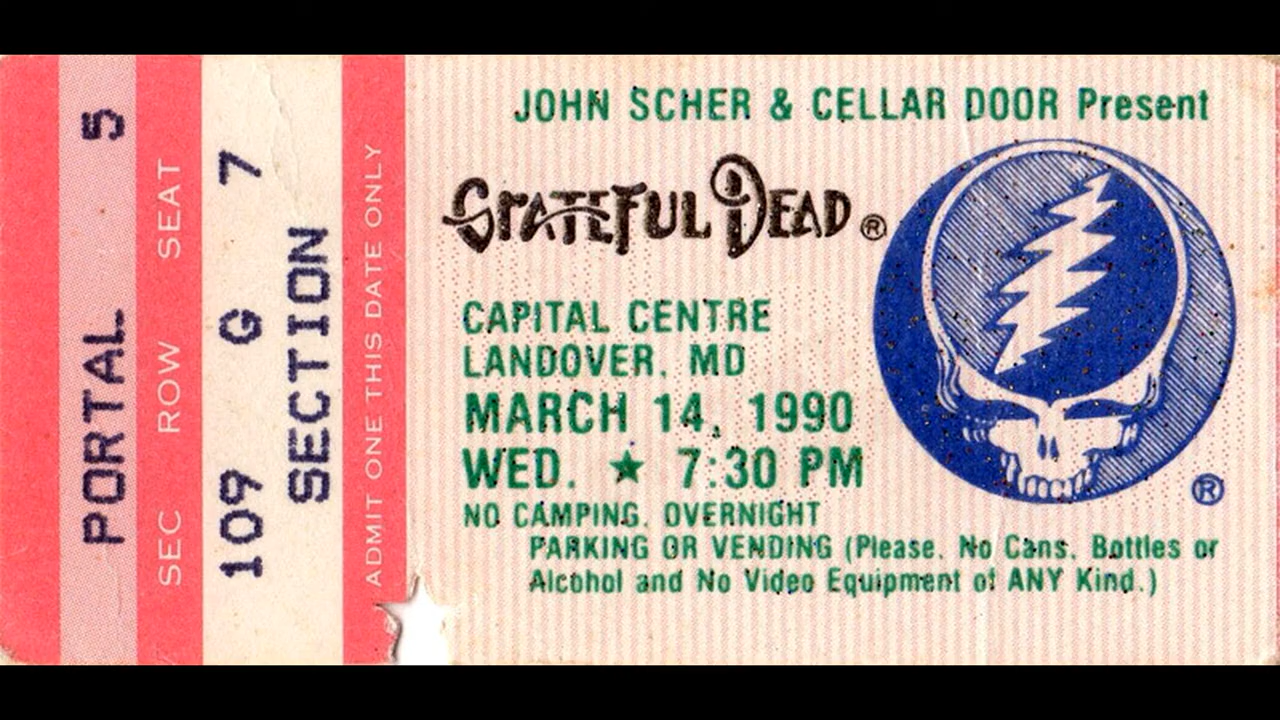 PORTAL 5
SEC ROW SEAT
109 G 7
SECTION
ADMIT ONE THIS DATE ONLY
JOHN SCHER & CELLAR DOOR Present
GRATEFUL DEAD ®
CAPITAL CENTRE
LANDOVER, MD
MARCH 14, 1990
WED. ★ 7:30 PM
NO CAMPING, OVERNIGHT
PARKING OR VENDING (Please, No Cans, Bottles or
Alcohol and No Video Equipment of ANY Kind.)
®